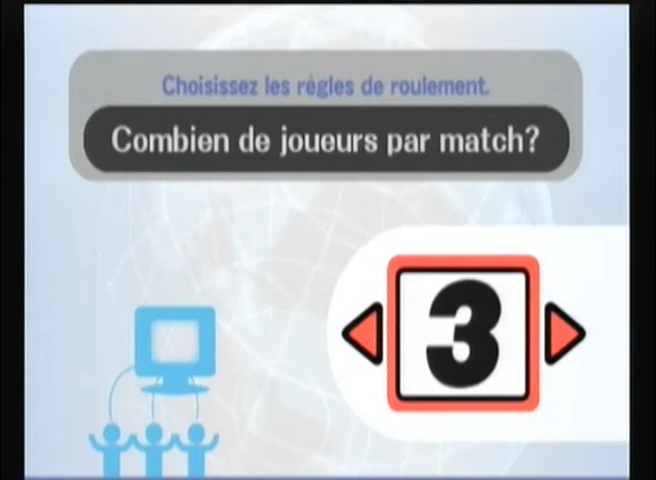 Choisissez les règles de roulement.
Combien de joueurs par match?
3